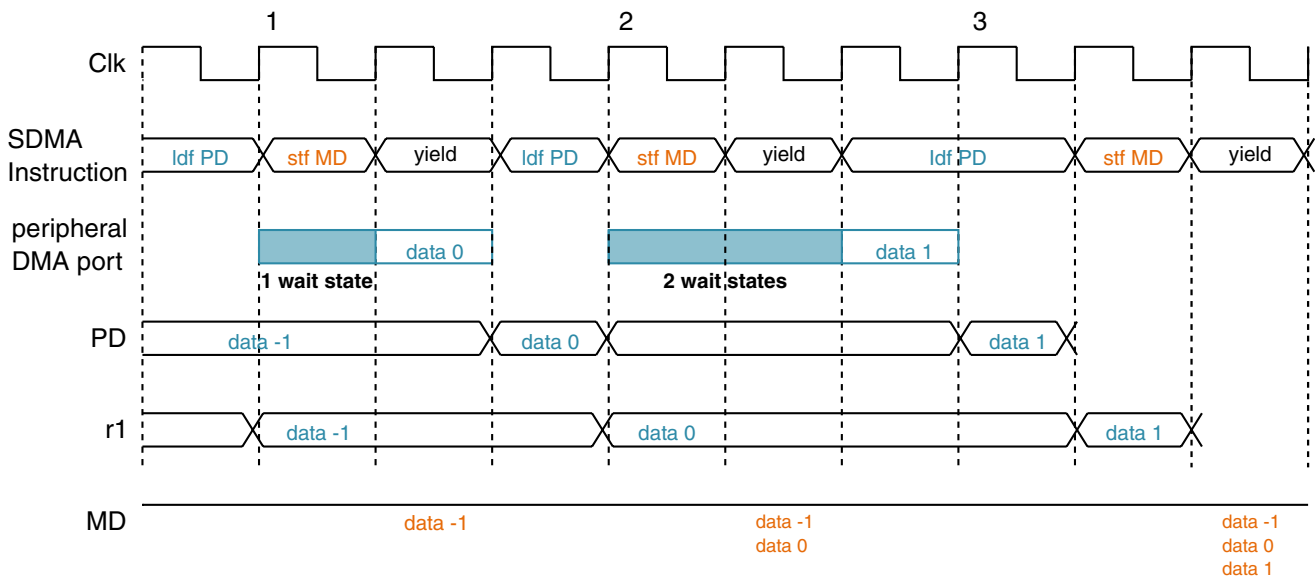 1 2 3
Clk
SDMA
Instruction
ldf PD stf MD yield ldf PD stf MD yield ldf PD stf MD yield
peripheral
DMA port
data 0 data 1
1 wait state 2 wait states
PD
data -1 data 0 data 1
r1
data -1 data 0 data 1
MD
data -1 data -1 data -1
data 0 data 0
data 1